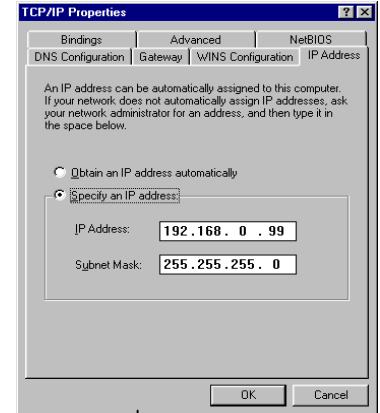 TCP/IP Properties
Bindings Advanced NetBIOS
DNS Configuration Gateway WINS Configuration IP Address
An IP address can be automatically assigned to this computer.
If your network does not automatically assign IP addresses, ask
your network administrator for an address, and then type it in
the space below.
Obtain an IP address automatically
Specify an IP address:
IP Address: 192.168. 0 .99
Subnet Mask: 255.255.255. 0
OK Cancel